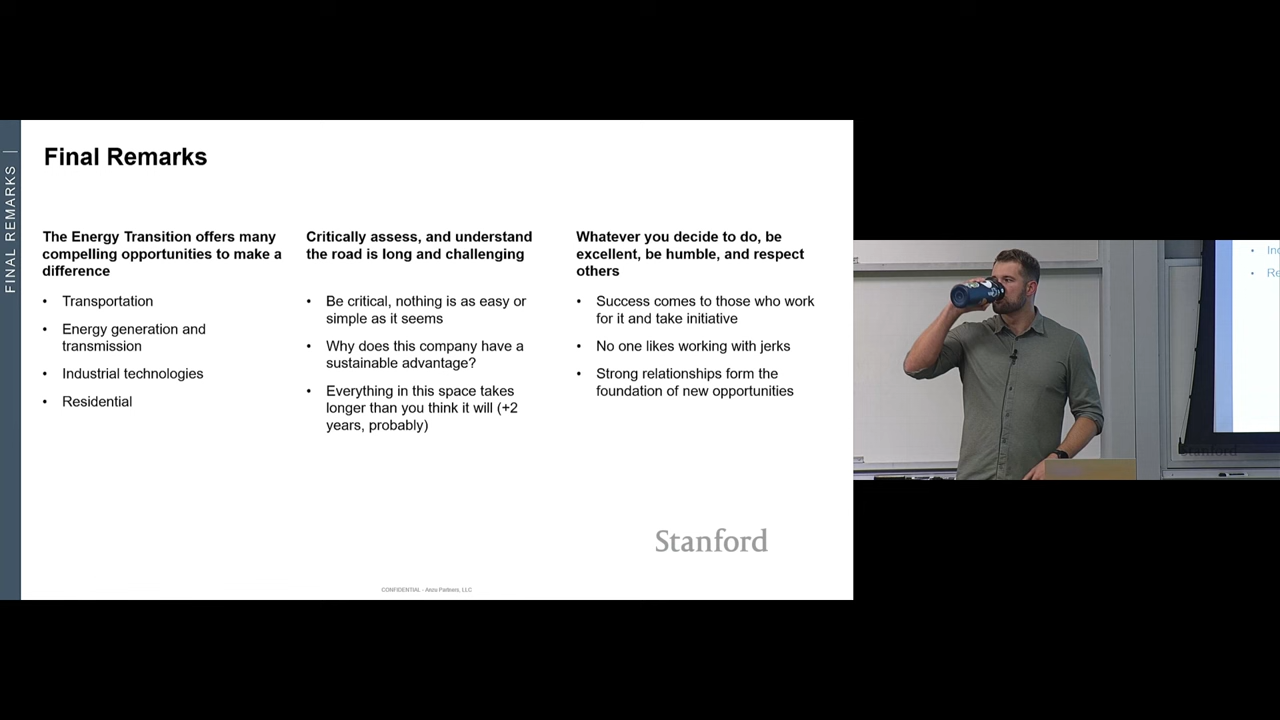 FINAL REMARKS |
Final Remarks
The Energy Transition offers many
compelling opportunities to make a
difference
• Transportation
• Energy generation and
transmission
• Industrial technologies
• Residential
Critically assess, and understand
the road is long and challenging
• Be critical, nothing is as easy or
simple as it seems
• Why does this company have a
sustainable advantage?
• Everything in this space takes
longer than you think it will (+2
years, probably)
Whatever you decide to do, be
excellent, be humble, and respect
others
• Success comes to those who work
for it and take initiative
• No one likes working with jerks
• Strong relationships form the
foundation of new opportunities
Stanford
CONFIDENTIAL - Anzu Partners, LLC
• Ind
• Re
Stanford